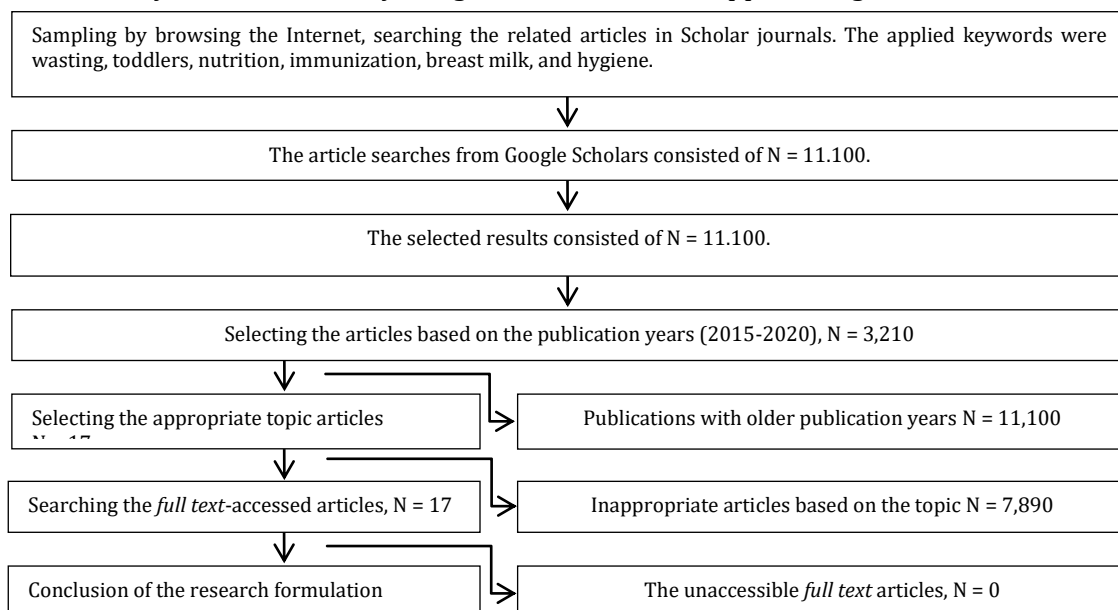 Sampling by browsing the Internet, searching the related articles in Scholar journals. The applied keywords were
wasting, toddlers, nutrition, immunization, breast milk, and hygiene.
The article searches from Google Scholars consisted of N = 11.100.
The selected results consisted of N = 11.100.
Selecting the articles based on the publication years (2015-2020), N = 3,210
Selecting the appropriate topic articles
Publications with older publication years N = 11,100
Searching the full text-accessed articles, N = 17
Inappropriate articles based on the topic N = 7,890
Conclusion of the research formulation
The unaccessible full text articles, N = 0